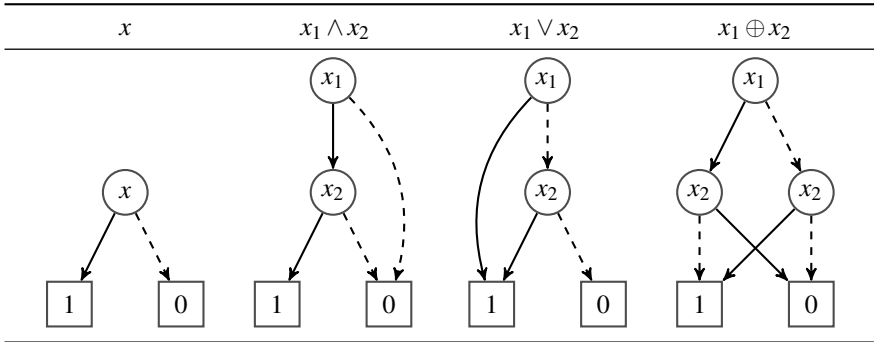 x x₁ ∧ x₂ x₁ ∨ x₂ x₁ ⊕ x₂
x₁ x₁ x₁
x x₂ x₂ x₂ x₂
1 0 1 0 1 0 1 0